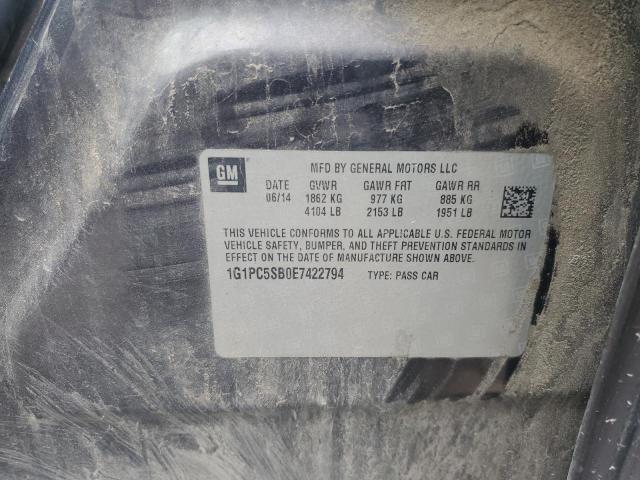 GM
MFD BY GENERAL MOTORS LLC
DATE GVWR GAWR FRT GAWR RR
06/14 1862 KG 977 KG 885 KG
4104 LB 2153 LB 1951 LB
THIS VEHICLE CONFORMS TO ALL APPLICABLE U.S. FEDERAL MOTOR
VEHICLE SAFETY, BUMPER, AND THEFT PREVENTION STANDARDS IN
EFFECT ON THE DATE OF MANUFACTURE SHOWN ABOVE.
1G1PC5SB0E7422794 TYPE: PASS CAR